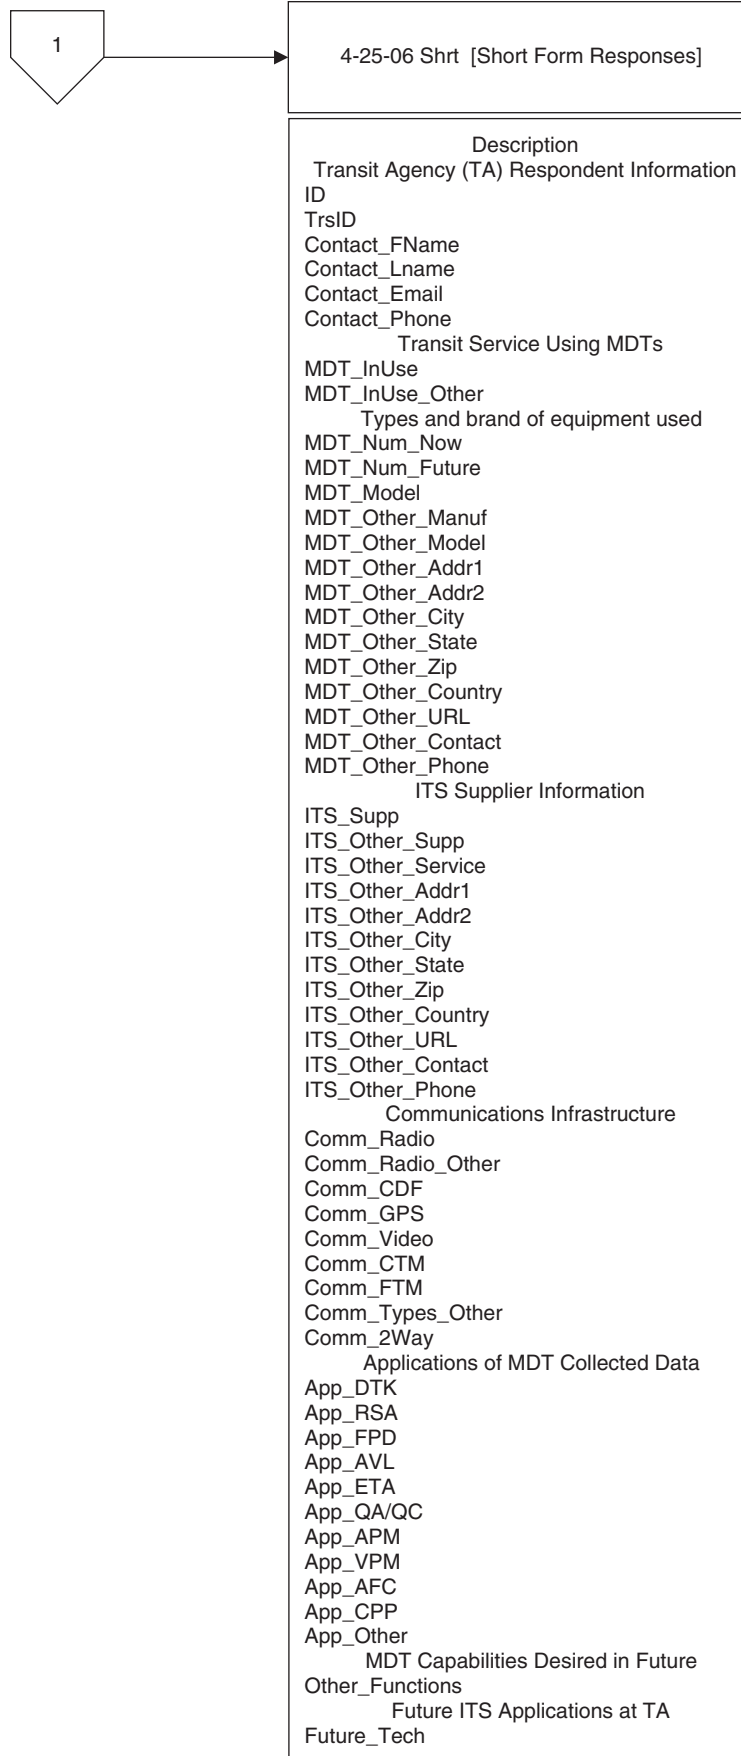 1
4-25-06 Shrt [Short Form Responses]
Description
Transit Agency (TA) Respondent Information
ID
TrsID
Contact_FName
Contact_Lname
Contact_Email
Contact_Phone
Transit Service Using MDTs
MDT_InUse
MDT_InUse_Other
Types and brand of equipment used
MDT_Num_Now
MDT_Num_Future
MDT_Model
MDT_Other_Manuf
MDT_Other_Model
MDT_Other_Addr1
MDT_Other_Addr2
MDT_Other_City
MDT_Other_State
MDT_Other_Zip
MDT_Other_Country
MDT_Other_URL
MDT_Other_Contact
MDT_Other_Phone
ITS Supplier Information
ITS_Supp
ITS_Other_Supp
ITS_Other_Service
ITS_Other_Addr1
ITS_Other_Addr2
ITS_Other_City
ITS_Other_State
ITS_Other_Zip
ITS_Other_Country
ITS_Other_URL
ITS_Other_Contact
ITS_Other_Phone
Communications Infrastructure
Comm_Radio
Comm_Radio_Other
Comm_CDF
Comm_GPS
Comm_Video
Comm_CTM
Comm_FTM
Comm_Types_Other
Comm_2Way
Applications of MDT Collected Data
App_DTK
App_RSA
App_FPD
App_AVL
App_ETA
App_QA/QC
App_APM
App_VPM
App_AFC
App_CPP
App_Other
MDT Capabilities Desired in Future
Other_Functions
Future ITS Applications at TA
Future_Tech